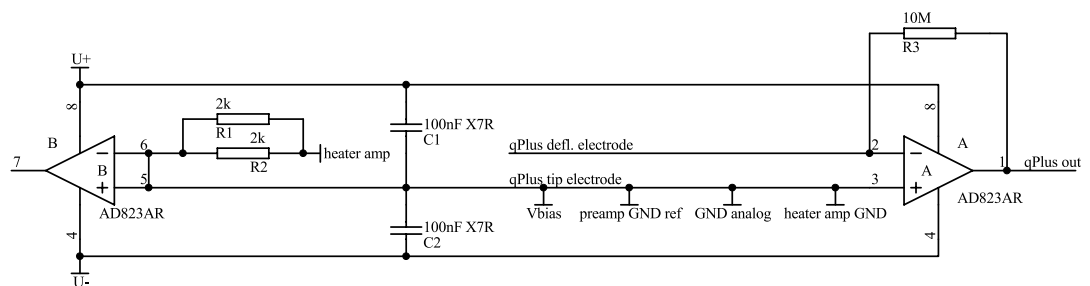 10M
R3
U+
8
B
7
B
6
5
AD823AR
4
U-
2k
R1
2k
R2
heater amp
100nF X7R
C1
100nF X7R
C2
qPlus defl. electrode
2
qPlus tip electrode
3
Vbias
preamp GND ref
GND analog
heater amp GND
8
A
A
1
qPlus out
AD823AR
4